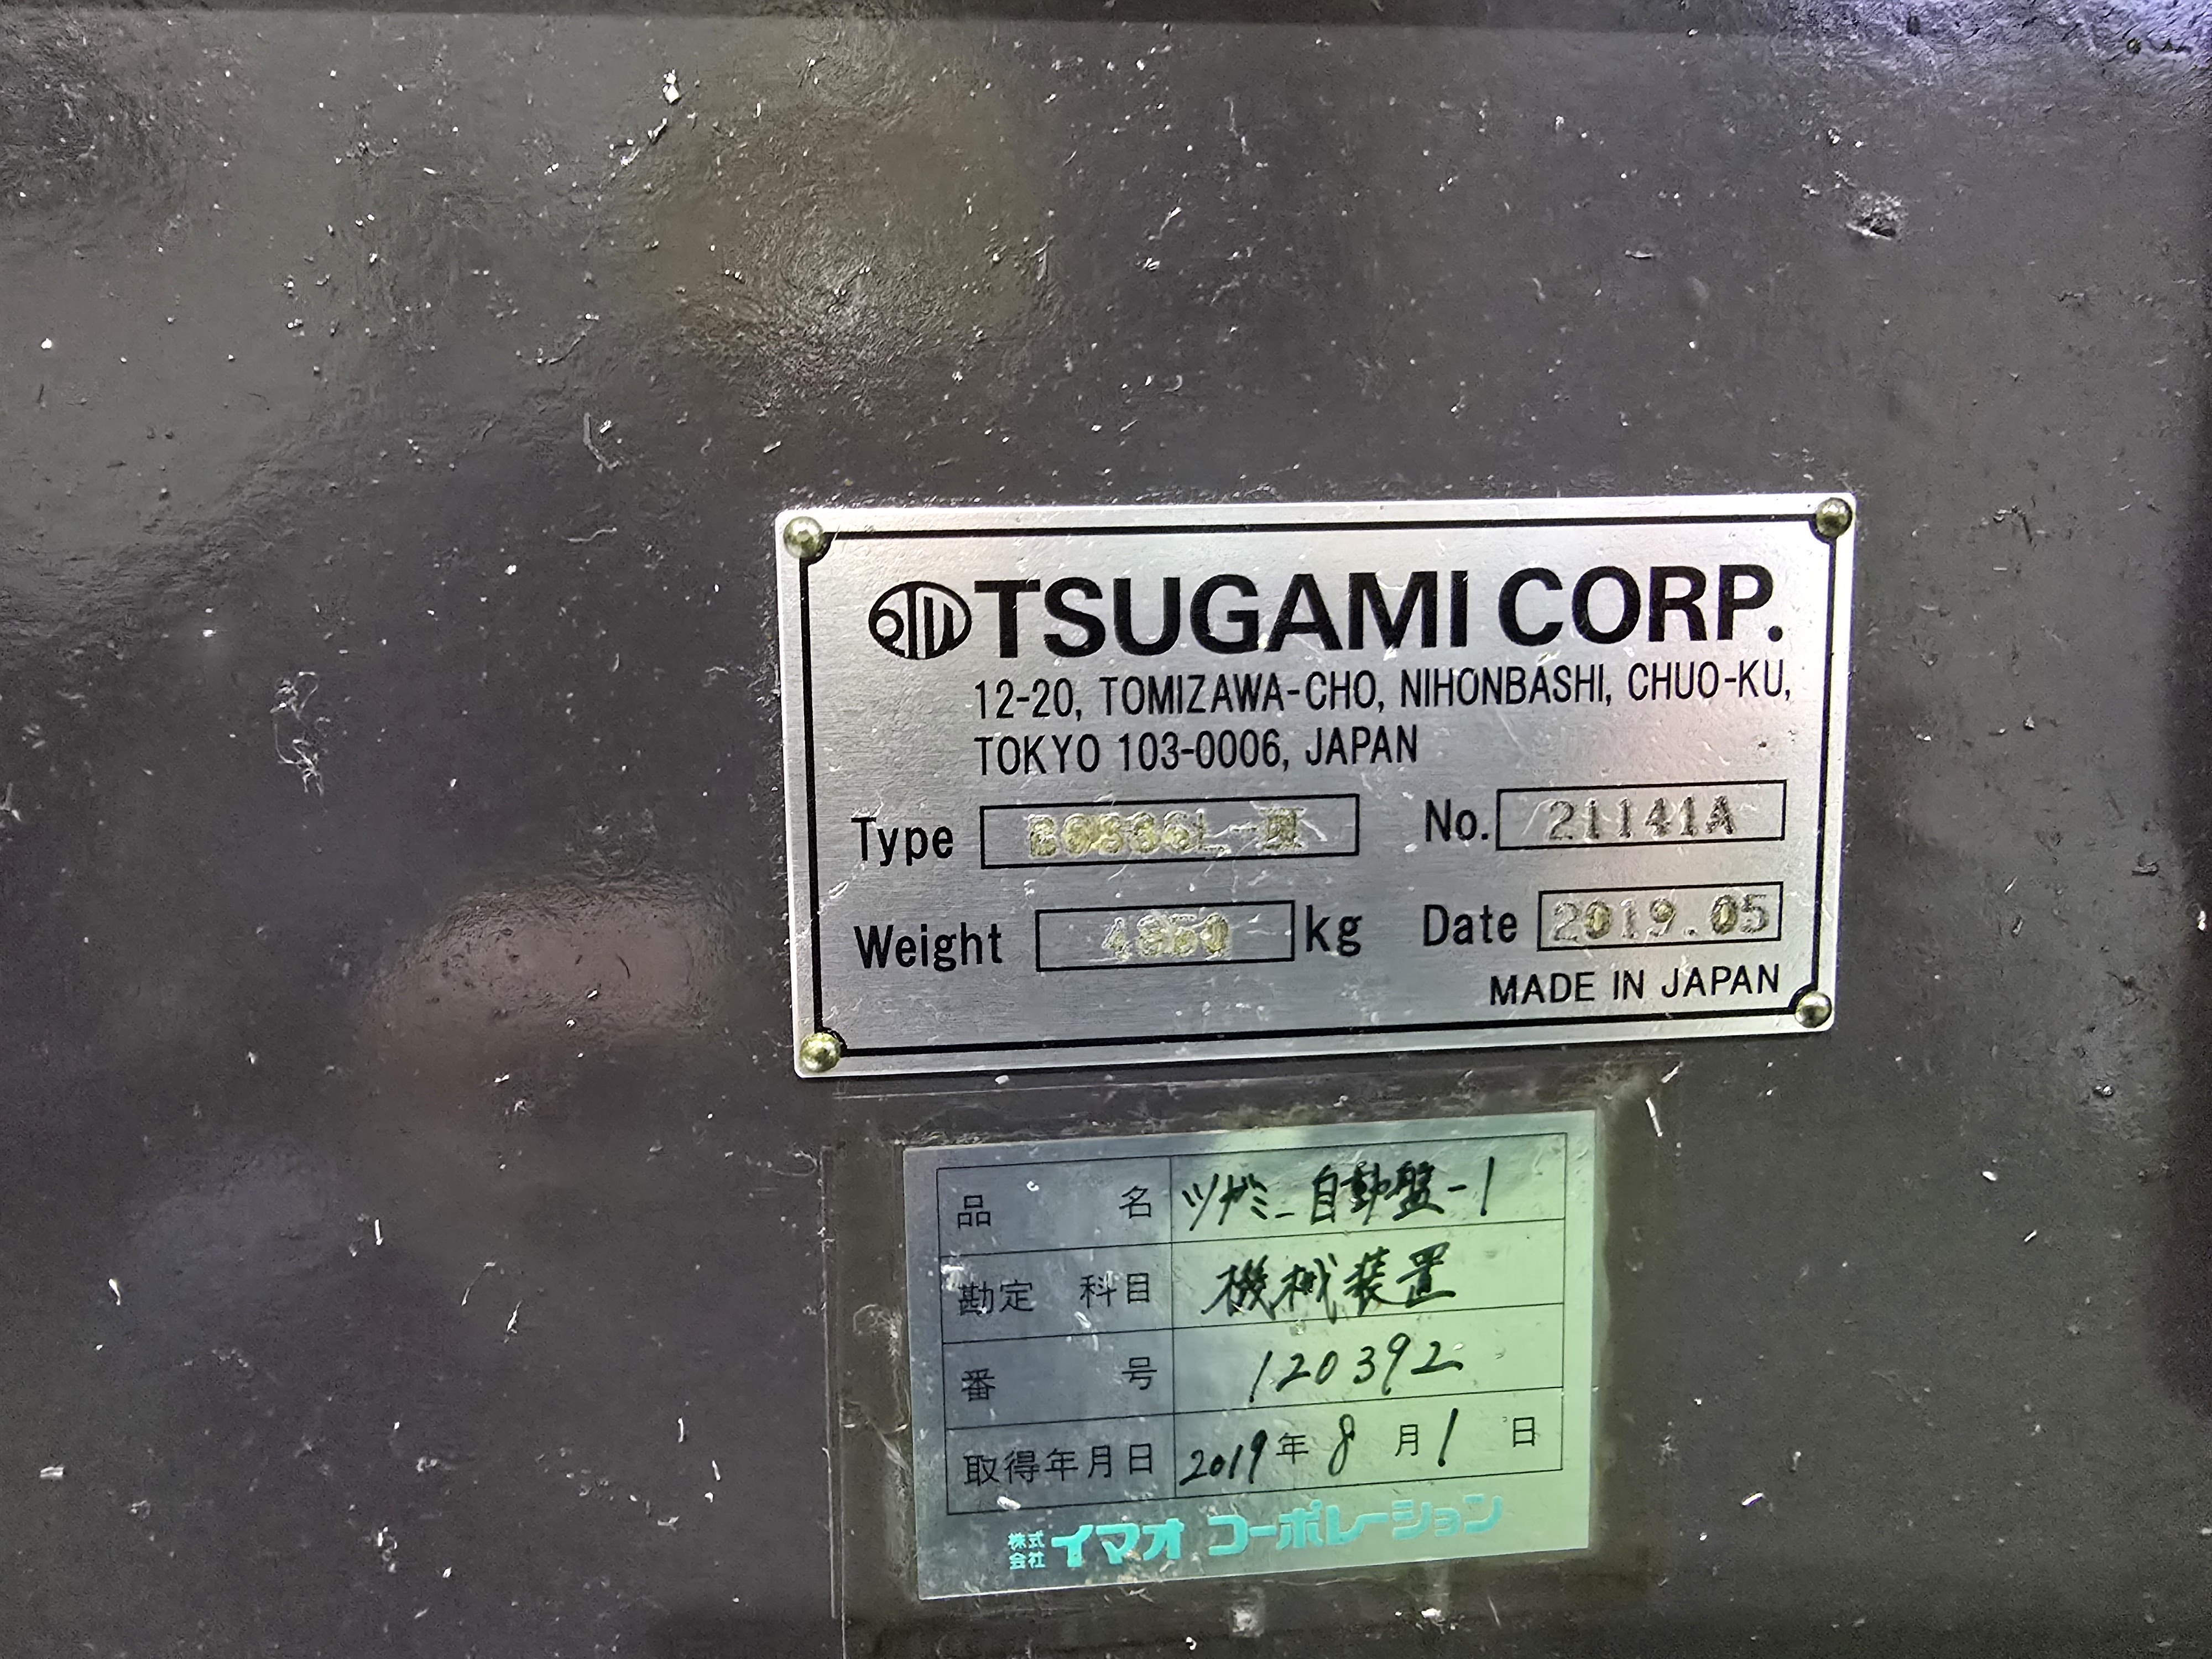 TSUGAMI CORP.
12-20, TOMIZAWA-CHO, NIHONBASHI, CHUO-KU,
TOKYO 103-0006, JAPAN
Type No. 21141A
Weight kg Date 2019.05
MADE IN JAPAN
品名 ツガミ 自動盤-1
勘定科目 機械装置
番号 120392
取得年月日 2019年8月1日
株式会社 イマオ コーポレーション